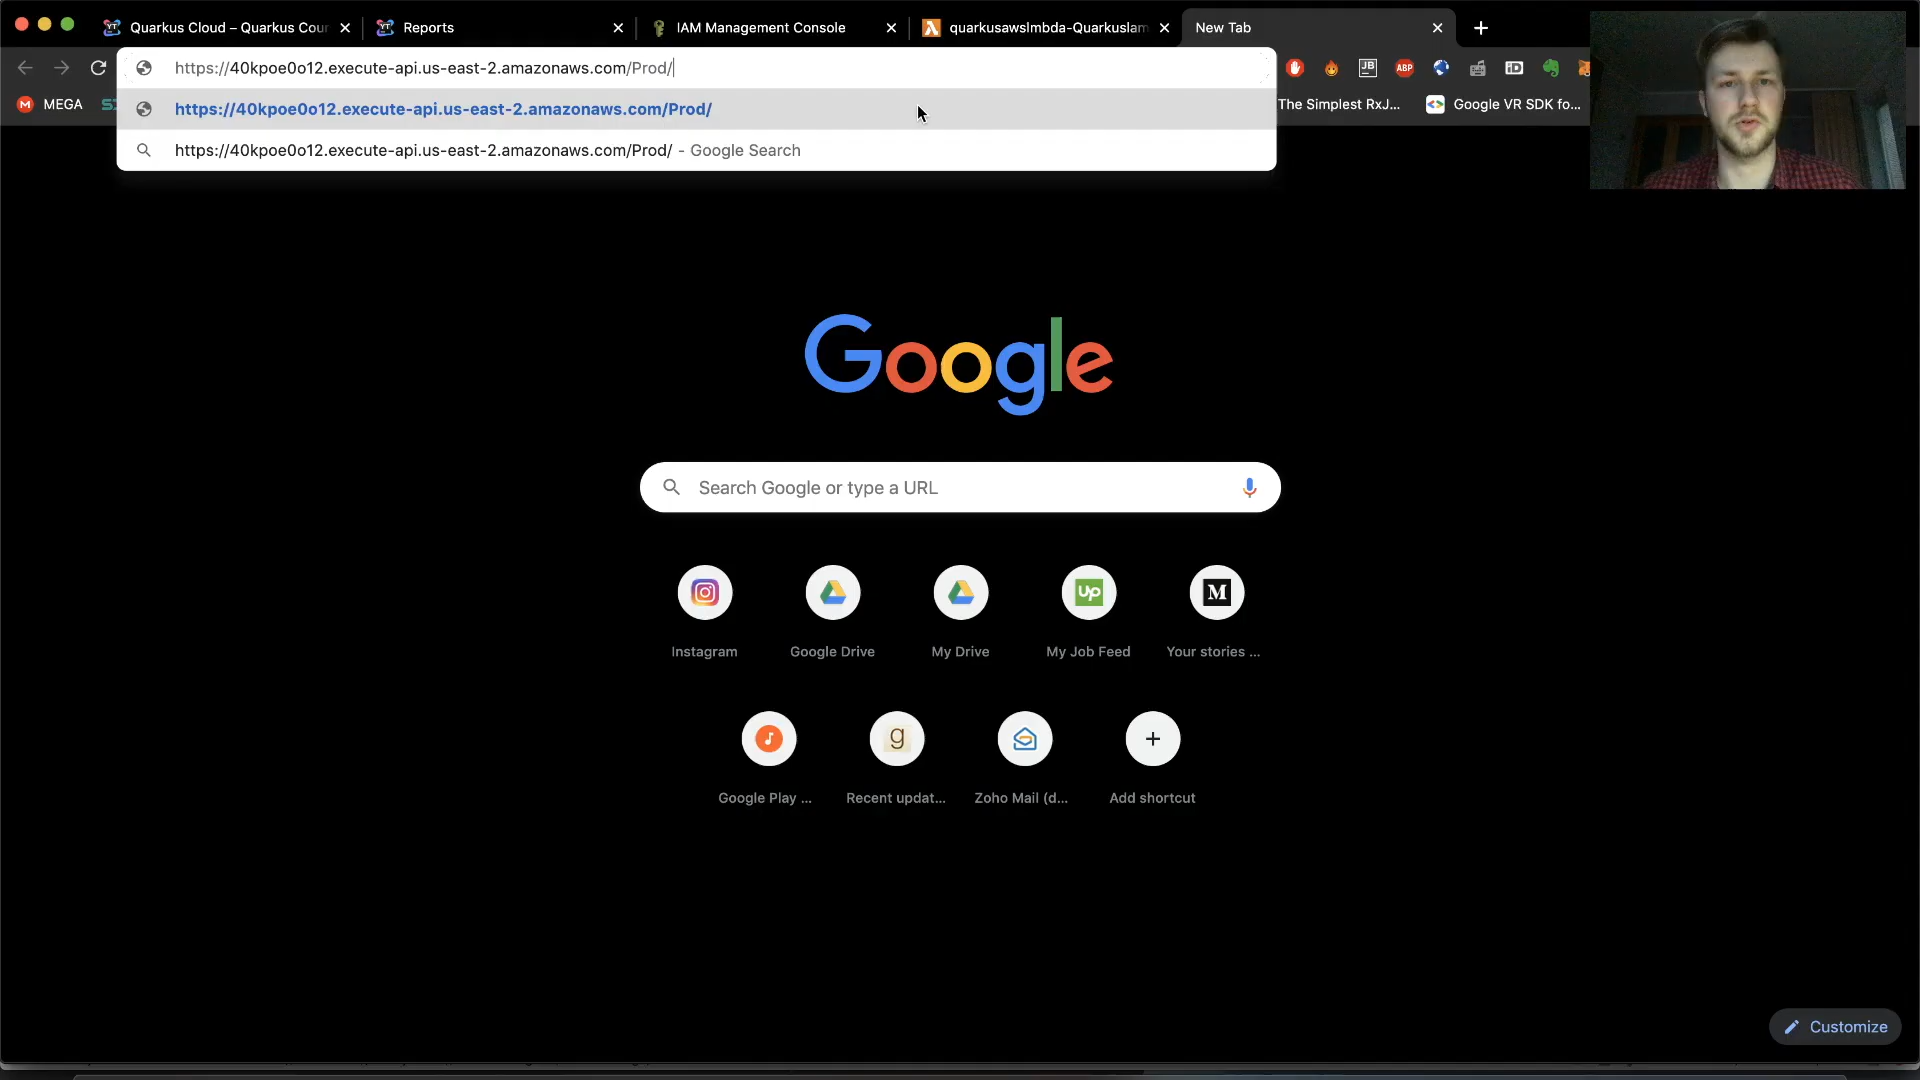 Quarkus Cloud – Quarkus Cour
Reports
IAM Management Console
quarkusawslmbda-Quarkuslam
New Tab
https://40kpoe0o12.execute-api.us-east-2.amazonaws.com/Prod/
JB
ABP
iD
MEGA
https://40kpoe0o12.execute-api.us-east-2.amazonaws.com/Prod/
The Simplest RxJ...
Google VR SDK fo...
https://40kpoe0o12.execute-api.us-east-2.amazonaws.com/Prod/ - Google Search
Google
Search Google or type a URL
Instagram
Google Drive
My Drive
My Job Feed
Your stories ...
Google Play ...
Recent updat...
Zoho Mail (d...
Add shortcut
Customize